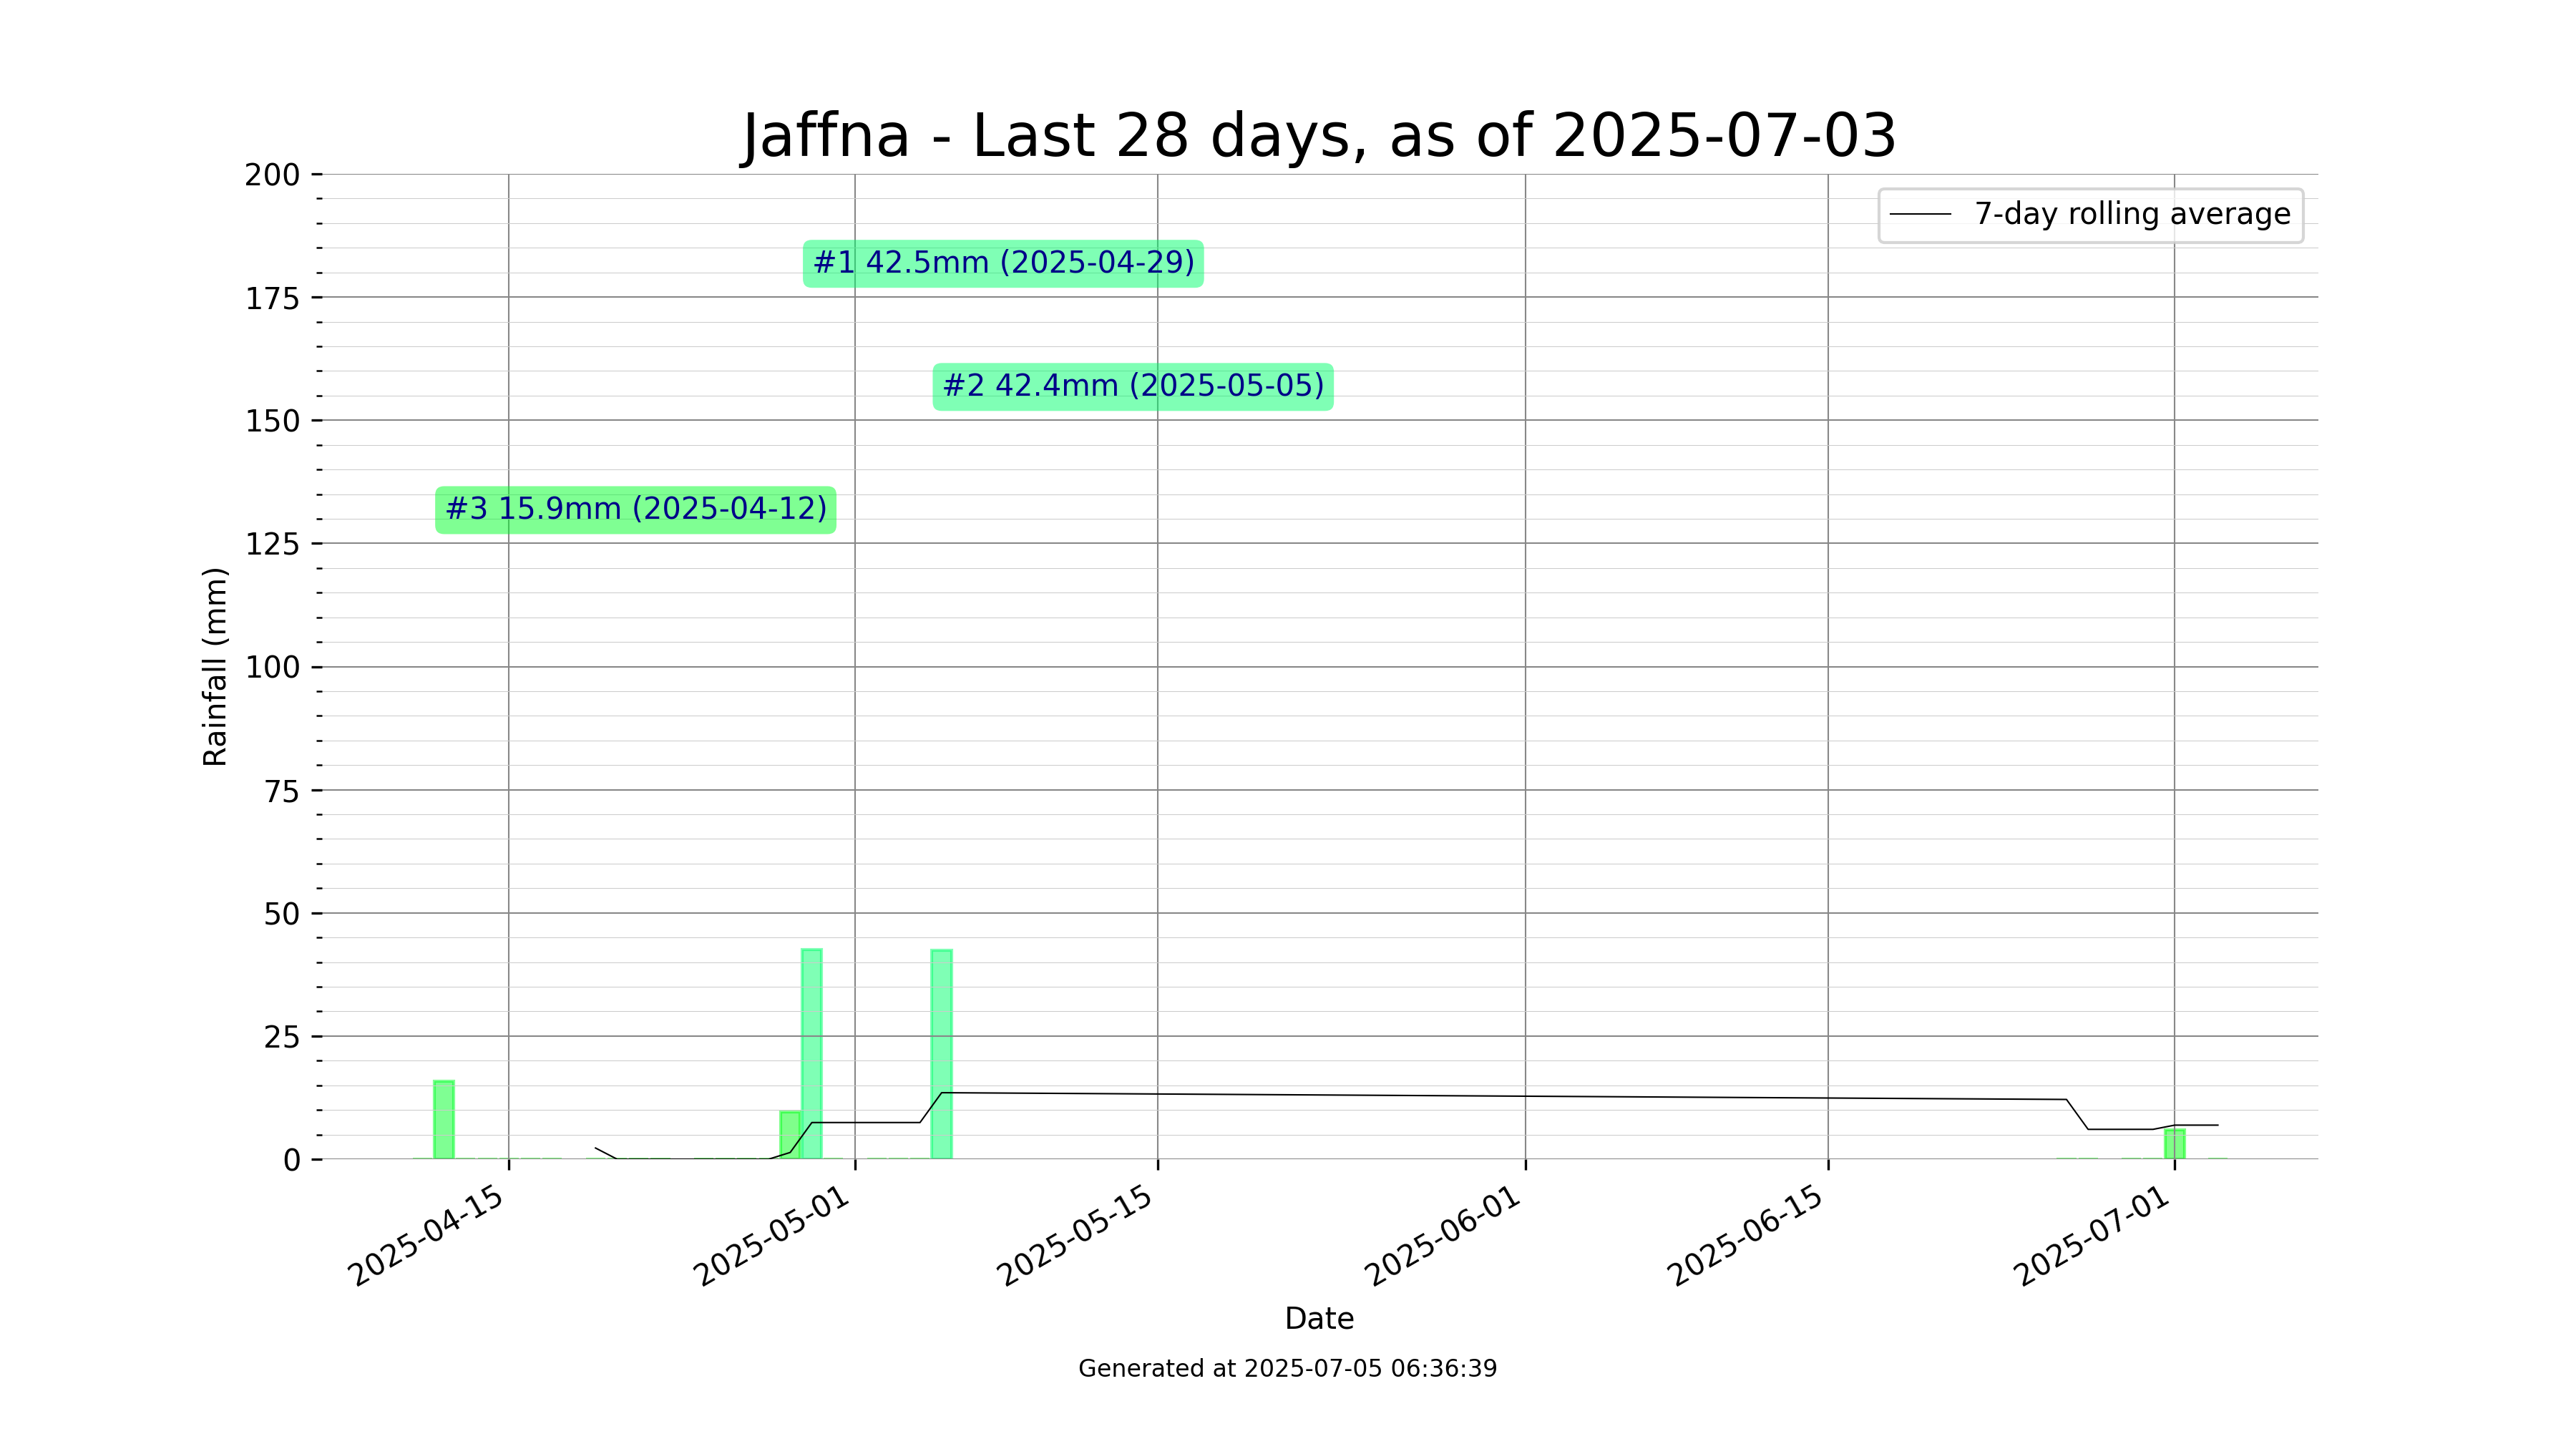 Jaffna - Last 28 days, as of 2025-07-03
200
175
150
125
100
75
50
25
0
Rainfall (mm)
7-day rolling average
#1 42.5mm (2025-04-29)
#2 42.4mm (2025-05-05)
#3 15.9mm (2025-04-12)
2025-04-15
2025-05-01
2025-05-15
2025-06-01
2025-06-15
2025-07-01
Date
Generated at 2025-07-05 06:36:39